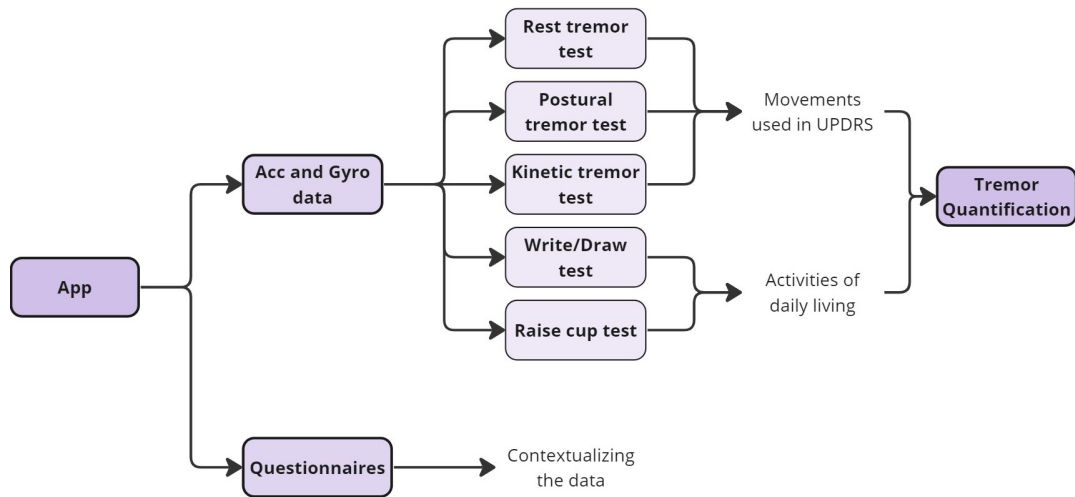 Rest tremor
test
Postural
tremor test
Movements
used in UPDRS
Acc and Gyro
data
Kinetic tremor
test
Tremor
Quantification
Write/Draw
test
App
Activities of
daily living
Raise cup test
Questionnaires
Contextualizing
the data